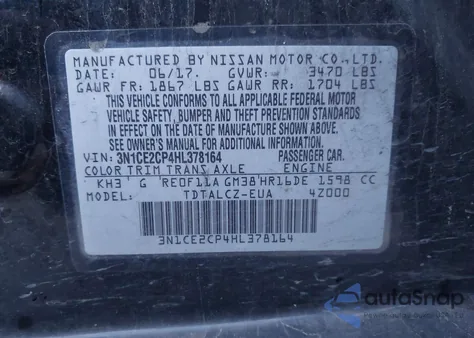 MANUFACTURED BY NISSAN MOTOR CO., LTD.
DATE: 06/17. GVWR: 3470 LBS
GAWR FR: 1867 LBS GAWR RR: 1704 LBS
THIS VEHICLE CONFORMS TO ALL APPLICABLE FEDERAL MOTOR
VEHICLE SAFETY, BUMPER AND THEFT PREVENTION STANDARDS
IN EFFECT ON THE DATE OF MANUFACTURE SHOWN ABOVE.
SEE OWNER'S MANUAL FOR ADDITIONAL INFORMATION.
VIN: 3N1CE2CP4HL378164 PASSENGER CAR.
COLOR TRIM TRANS AXLE ENGINE
KH3 G RE0F11A GM38 HR16DE 1598 CC
MODEL: TDTALCZ-EUA 4Z000
3N1CE2CP4HL378164
autoSnap